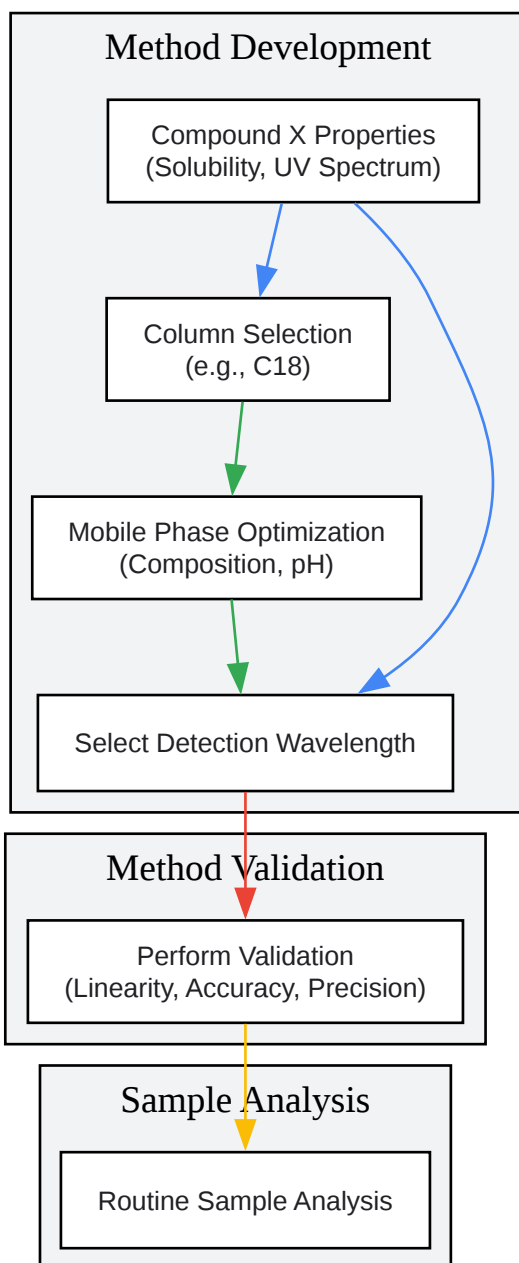 Method Development
Compound X Properties
(Solubility, UV Spectrum)
Column Selection
(e.g., C18)
Mobile Phase Optimization
(Composition, pH)
Select Detection Wavelength
Method Validation
Perform Validation
(Linearity, Accuracy, Precision)
Sample Analysis
Routine Sample Analysis